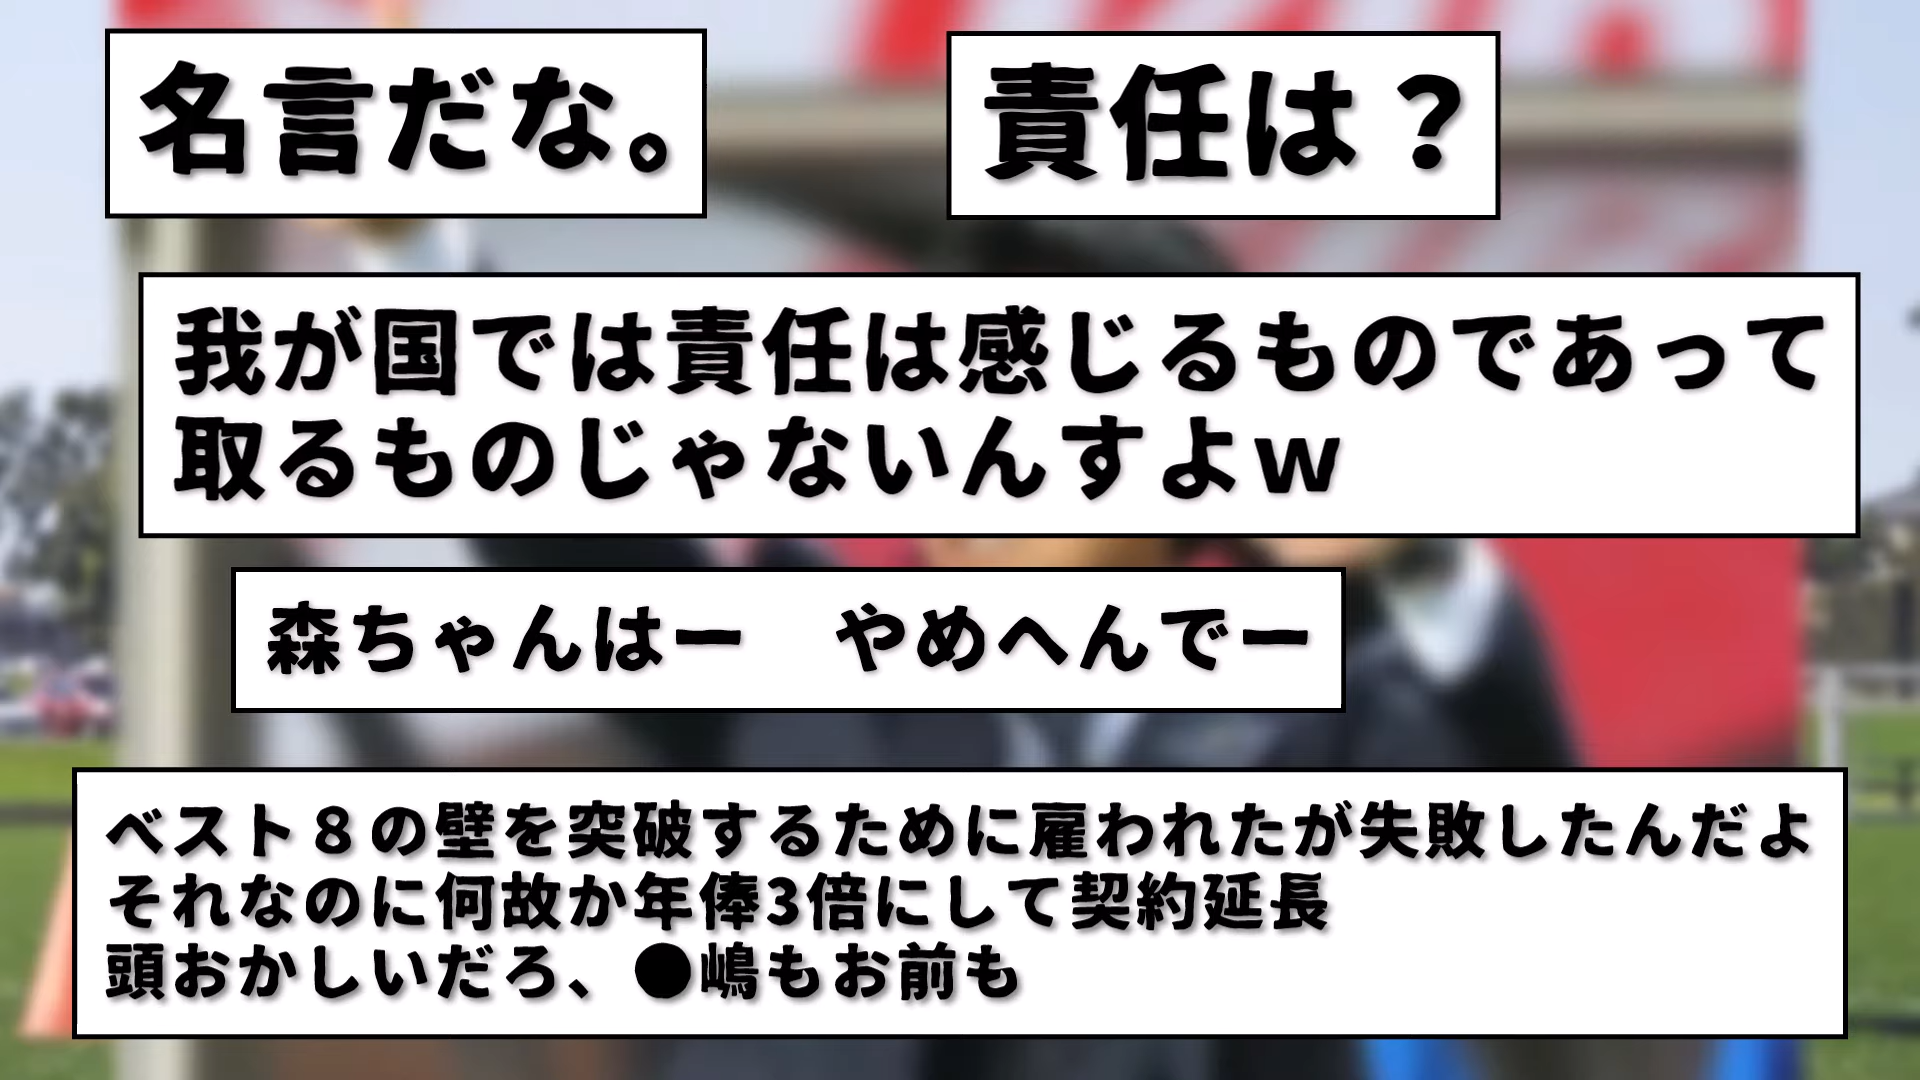 名言だな。
責任は？
我が国では責任は感じるものであって
取るものじゃないんすよw
森ちゃんはー　やめへんでー
ベスト８の壁を突破するために雇われたが失敗したんだよ
それなのに何故か年俸3倍にして契約延長
頭おかしいだろ、●嶋もお前も